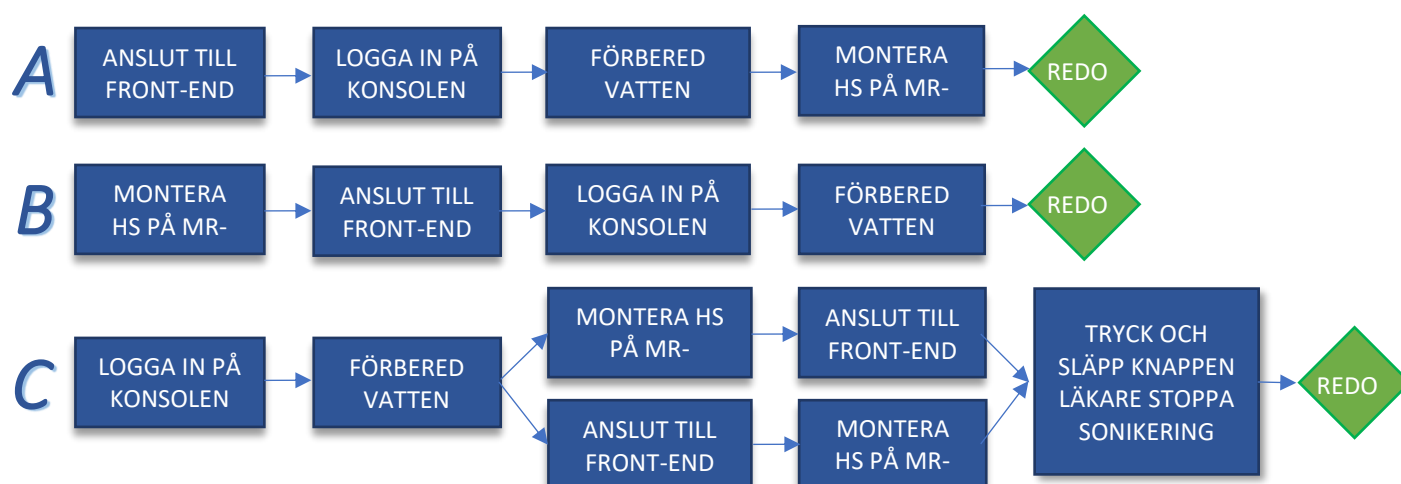 A
ANSLUT TILL
FRONT-END
LOGGA IN PÅ
KONSOLEN
FÖRBERED
VATTEN
MONTERA
HS PÅ MR-
REDO
B
MONTERA
HS PÅ MR-
ANSLUT TILL
FRONT-END
LOGGA IN PÅ
KONSOLEN
FÖRBERED
VATTEN
REDO
C
LOGGA IN PÅ
KONSOLEN
FÖRBERED
VATTEN
MONTERA HS
PÅ MR-
ANSLUT TILL
FRONT-END
ANSLUT TILL
FRONT-END
MONTERA
HS PÅ MR-
TRYCK OCH
SLÄPP KNAPPEN
LÄKARE STOPPA
SONIKERING
REDO